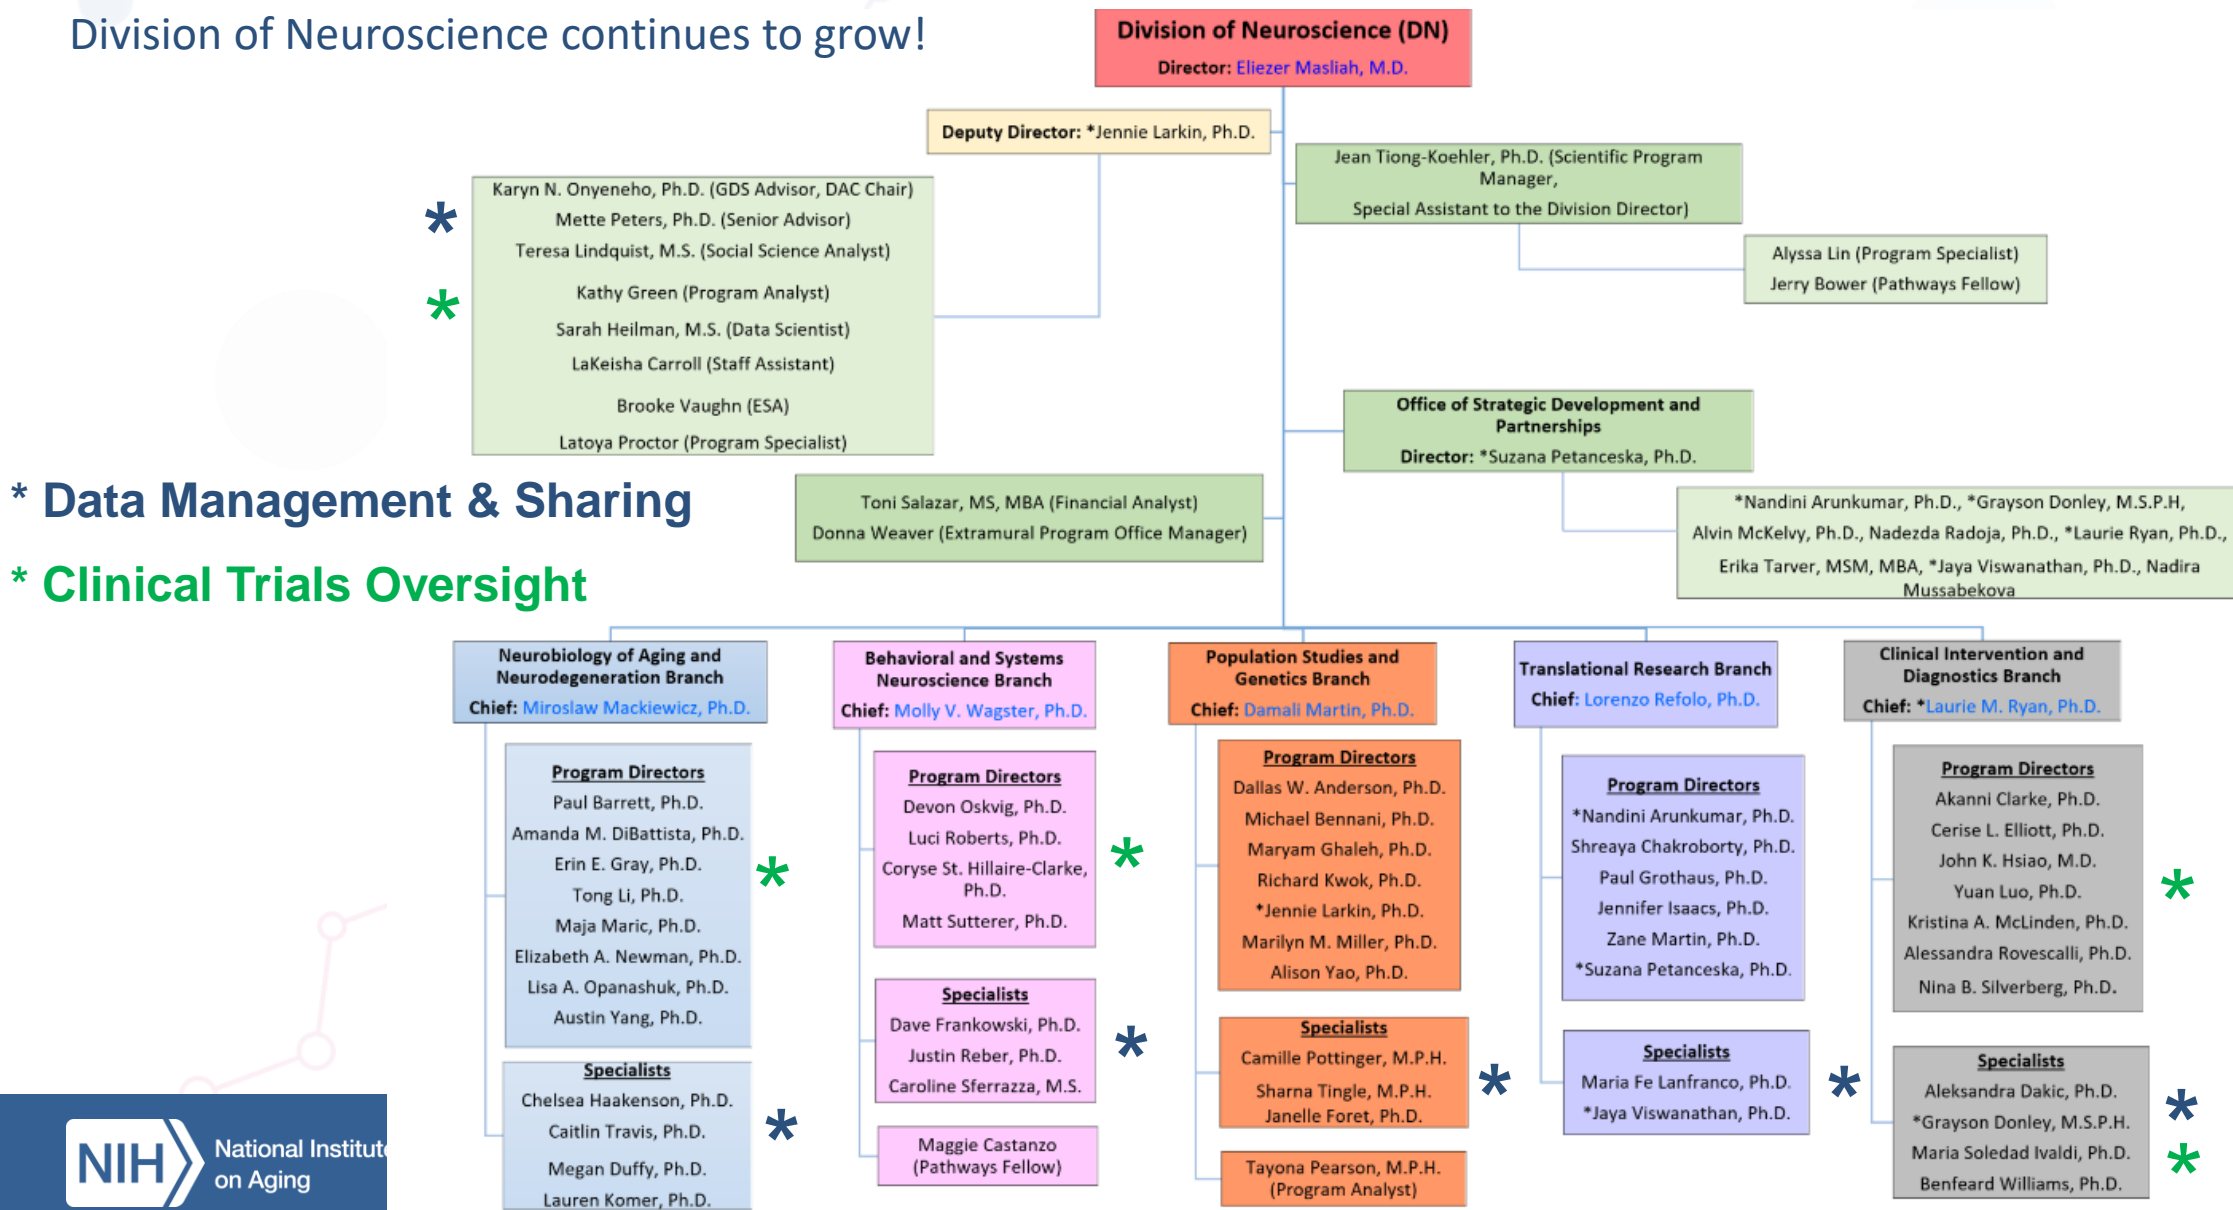 Division of Neuroscience continues to grow!
Division of Neuroscience (DN)
Director: Eliezer Masliah, M.D.
Deputy Director: *Jennie Larkin, Ph.D.
Jean Tiong-Koehler, Ph.D. (Scientific Program
Manager,
Special Assistant to the Division Director)
Alyssa Lin (Program Specialist)
Jerry Bower (Pathways Fellow)
Karyn N. Onyeneho, Ph.D. (GDS Advisor, DAC Chair)
*
Mette Peters, Ph.D. (Senior Advisor)
Teresa Lindquist, M.S. (Social Science Analyst)
*
Kathy Green (Program Analyst)
Sarah Heilman, M.S. (Data Scientist)
LaKeisha Carroll (Staff Assistant)
Brooke Vaughn (ESA)
Latoya Proctor (Program Specialist)
Office of Strategic Development and
Partnerships
Director: *Suzana Petanceska, Ph.D.
*Nandini Arunkumar, Ph.D., *Grayson Donley, M.S.P.H,
Alvin McKelvy, Ph.D., Nadezda Radoja, Ph.D., *Laurie Ryan, Ph.D.,
Erika Tarver, MSM, MBA, *Jaya Viswanathan, Ph.D., Nadira
Mussabekova
* Data Management & Sharing
* Clinical Trials Oversight
Toni Salazar, MS, MBA (Financial Analyst)
Donna Weaver (Extramural Program Office Manager)
Neurobiology of Aging and
Neurodegeneration Branch
Chief: Miroslaw Mackiewicz, Ph.D.
Program Directors
Paul Barrett, Ph.D.
Amanda M. DiBattista, Ph.D.
Erin E. Gray, Ph.D.
*
Tong Li, Ph.D.
Maja Maric, Ph.D.
Elizabeth A. Newman, Ph.D.
Lisa A. Opanashuk, Ph.D.
Austin Yang, Ph.D.
Specialists
Chelsea Haakenson, Ph.D.
Caitlin Travis, Ph.D.
*
Megan Duffy, Ph.D.
Lauren Komer, Ph.D.
Behavioral and Systems
Neuroscience Branch
Chief: Molly V. Wagster, Ph.D.
Program Directors
Devon Oskvig, Ph.D.
Luci Roberts, Ph.D.
*
Coryse St. Hillaire-Clarke,
Ph.D.
Matt Sutterer, Ph.D.
Specialists
Dave Frankowski, Ph.D.
*
Justin Reber, Ph.D.
Caroline Sferrazza, M.S.
Maggie Castanzo
(Pathways Fellow)
Population Studies and
Genetics Branch
Chief: Damali Martin, Ph.D.
Program Directors
Dallas W. Anderson, Ph.D.
Michael Bennani, Ph.D.
Maryam Ghaleh, Ph.D.
Richard Kwok, Ph.D.
*Jennie Larkin, Ph.D.
Marilyn M. Miller, Ph.D.
Alison Yao, Ph.D.
Specialists
Camille Pottinger, M.P.H.
*
Sharna Tingle, M.P.H.
Janelle Foret, Ph.D.
Tayona Pearson, M.P.H.
(Program Analyst)
Translational Research Branch
Chief: Lorenzo Refolo, Ph.D.
Program Directors
*Nandini Arunkumar, Ph.D.
Shreaya Chakroborty, Ph.D.
Paul Grothaus, Ph.D.
Jennifer Isaacs, Ph.D.
Zane Martin, Ph.D.
*Suzana Petanceska, Ph.D.
Specialists
Maria Fe Lanfranco, Ph.D.
*
*Jaya Viswanathan, Ph.D.
Clinical Intervention and
Diagnostics Branch
Chief: *Laurie M. Ryan, Ph.D.
Program Directors
Akanni Clarke, Ph.D.
Cerise L. Elliott, Ph.D.
John K. Hsiao, M.D.
*
Yuan Luo, Ph.D.
Kristina A. McLinden, Ph.D.
Alessandra Rovescalli, Ph.D.
Nina B. Silverberg, Ph.D.
Specialists
Aleksandra Dakic, Ph.D.
*
*Grayson Donley, M.S.P.H.
Maria Soledad Ivaldi, Ph.D.
*
Benfeard Williams, Ph.D.
NIH
National Institute
on Aging